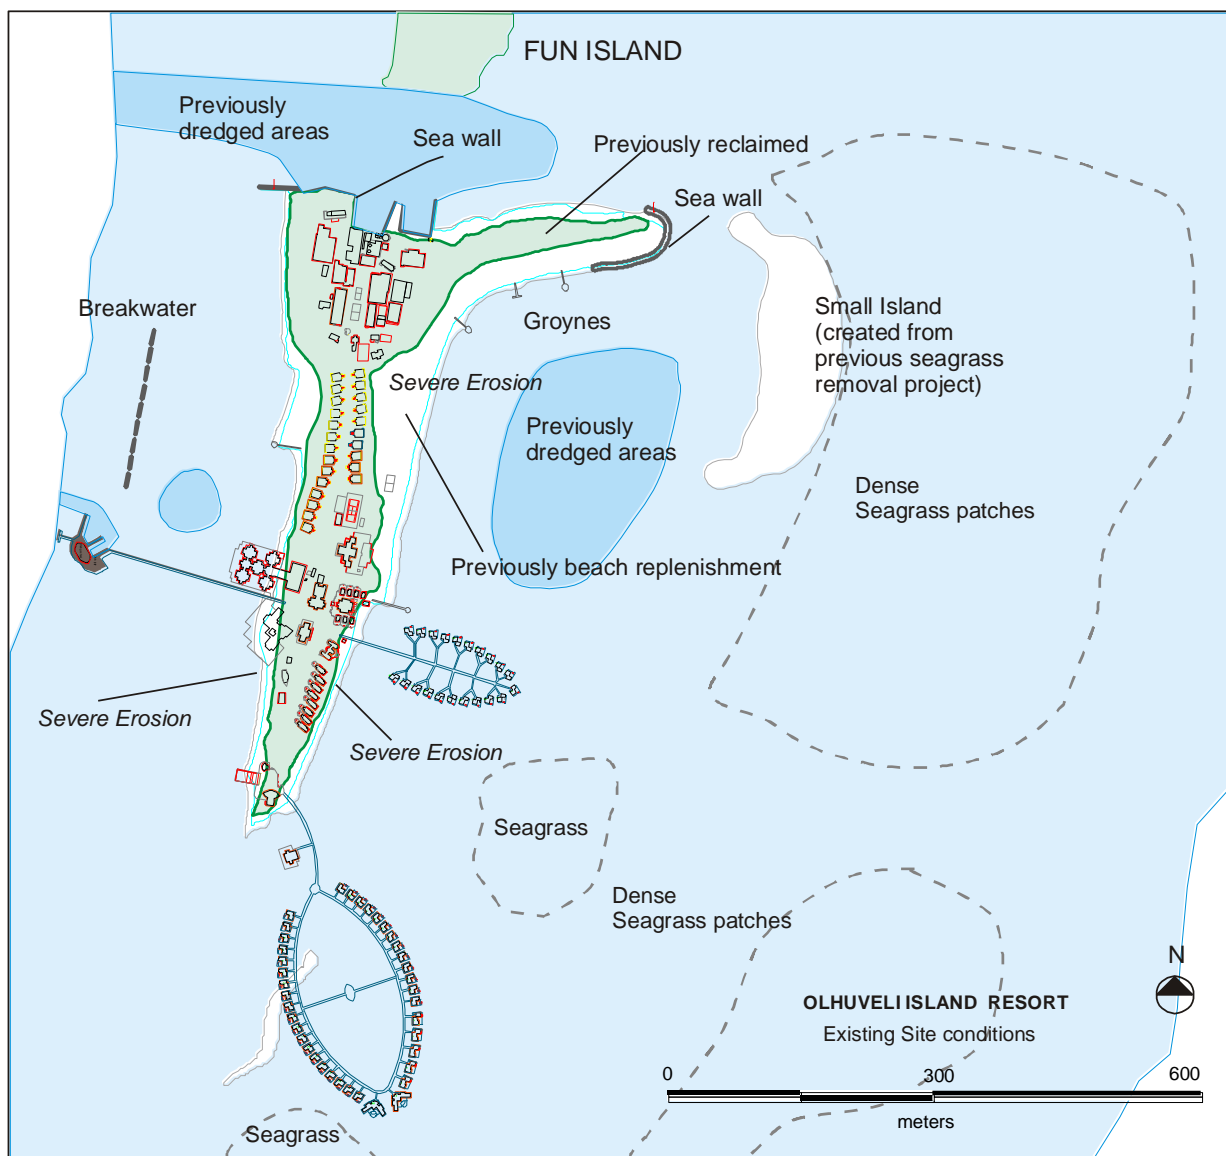 FUN ISLAND
Previously
dredged areas
Sea wall
Previously reclaimed
Sea wall
Breakwater
Groynes
Small Island
(created from
previous seagrass
removal project)
Severe Erosion
Previously
dredged areas
Dense
Seagrass patches
Previously beach replenishment
Severe Erosion
Severe Erosion
Seagrass
Dense
Seagrass patches
N
OLHUVELI ISLAND RESORT
Existing Site conditions
0 300 600
meters
Seagrass